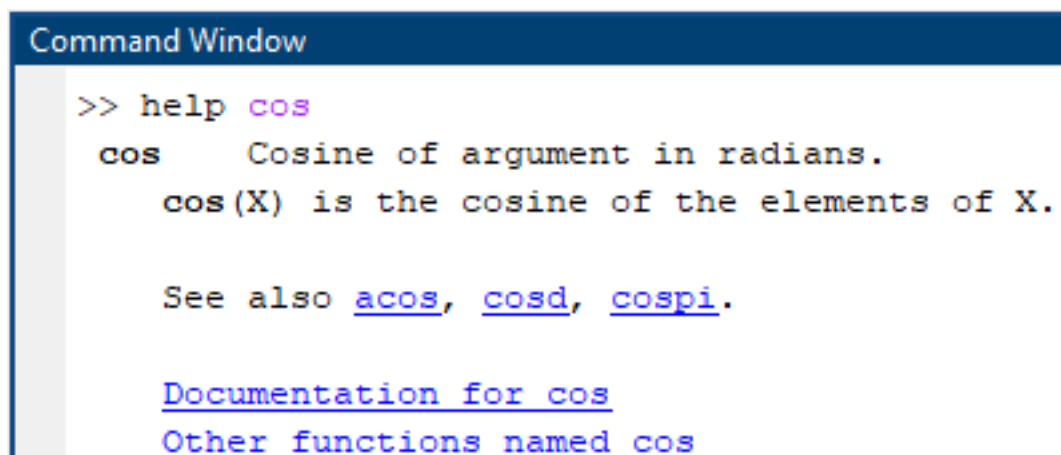 Command Window
>> help cos
cos    Cosine of argument in radians.
cos(X) is the cosine of the elements of X.
See also acos, cosd, cospi.
Documentation for cos
Other functions named cos